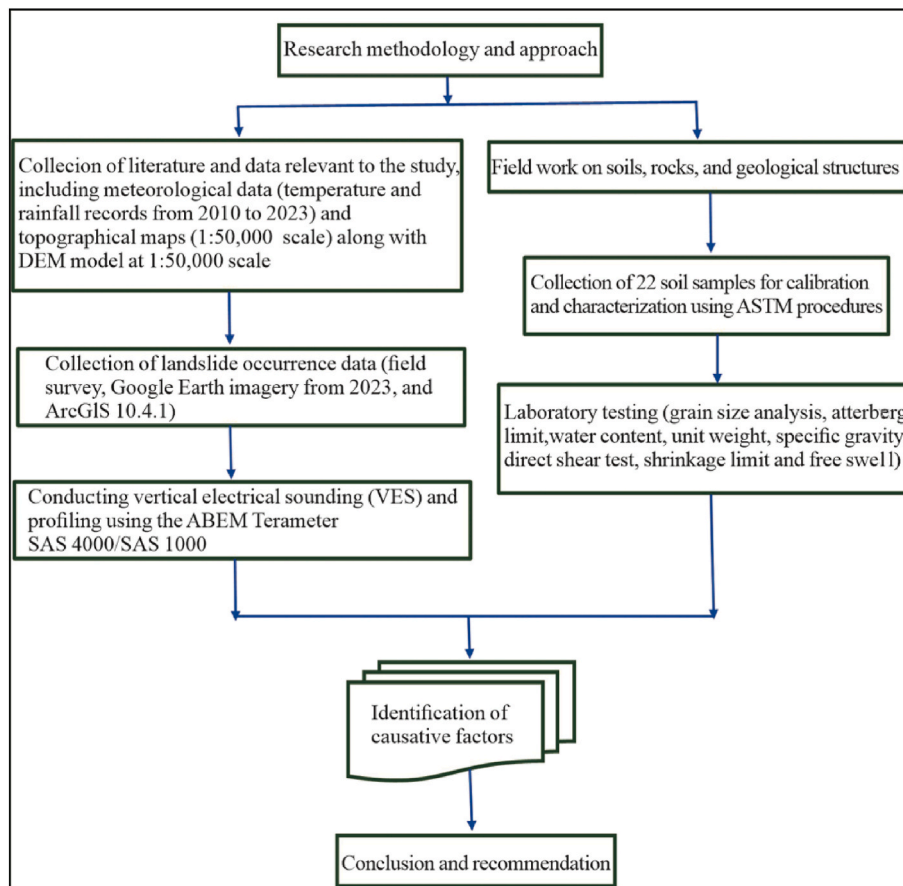 Research methodology and approach
Collecion of literature and data relevant to the study,
including meteorological data (temperature and
rainfall records from 2010 to 2023) and
topographical maps (1:50,000 scale) along with
DEM model at 1:50,000 scale
Field work on soils, rocks, and geological structures
Collection of 22 soil samples for calibration
and characterization using ASTM procedures
Collection of landslide occurrence data (field
survey, Google Earth imagery from 2023, and
ArcGIS 10.4.1)
Laboratory testing (grain size analysis, atterberg
limit,water content, unit weight, specific gravity
direct shear test, shrinkage limit and free swell)
Conducting vertical electrical sounding (VES) and
profiling using the ABEM Terameter
SAS 4000/SAS 1000
Identification of
causative factors
Conclusion and recommendation